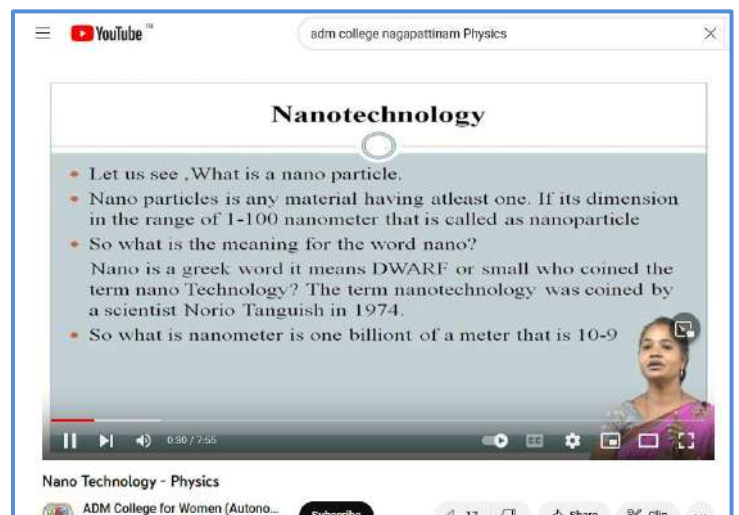 YouTube TM
adm college nagapattinam Physics
Nanotechnology
Let us see ,What is a nano particle.
Nano particles is any material having atleast one. If its dimension
in the range of 1-100 nanometer that is called as nanoparticle
So what is the meaning for the word nano?
Nano is a greek word it means DWARF or small who coined the
term nano Technology? The term nanotechnology was coined by
a scientist Norio Tanguish in 1974.
So what is nanometer is one billiont of a meter that is 10-9
0:30 / 7:55
CC
Nano Technology - Physics
ADM College for Women (Autono...
Subscribe
12
Share
Clip